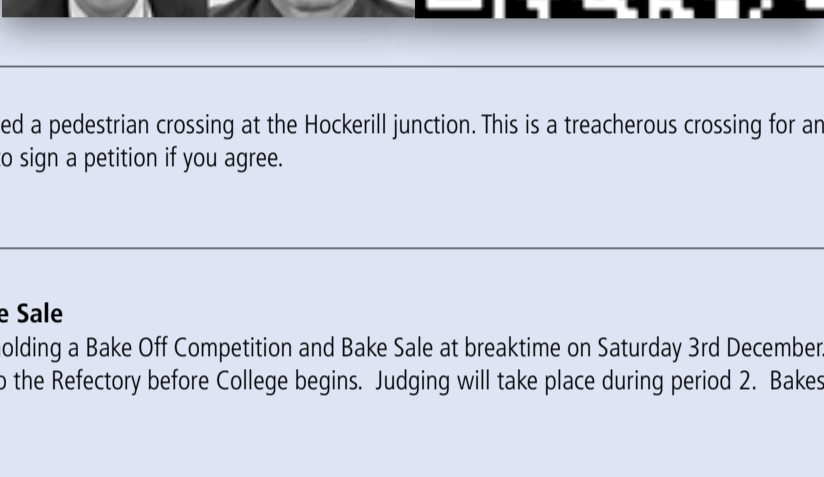 ed a pedestrian crossing at the Hockerill junction. This is a treacherous crossing for an
to sign a petition if you agree.
e Sale
holding a Bake Off Competition and Bake Sale at breaktime on Saturday 3rd December.
o the Refectory before College begins. Judging will take place during period 2. Bakes